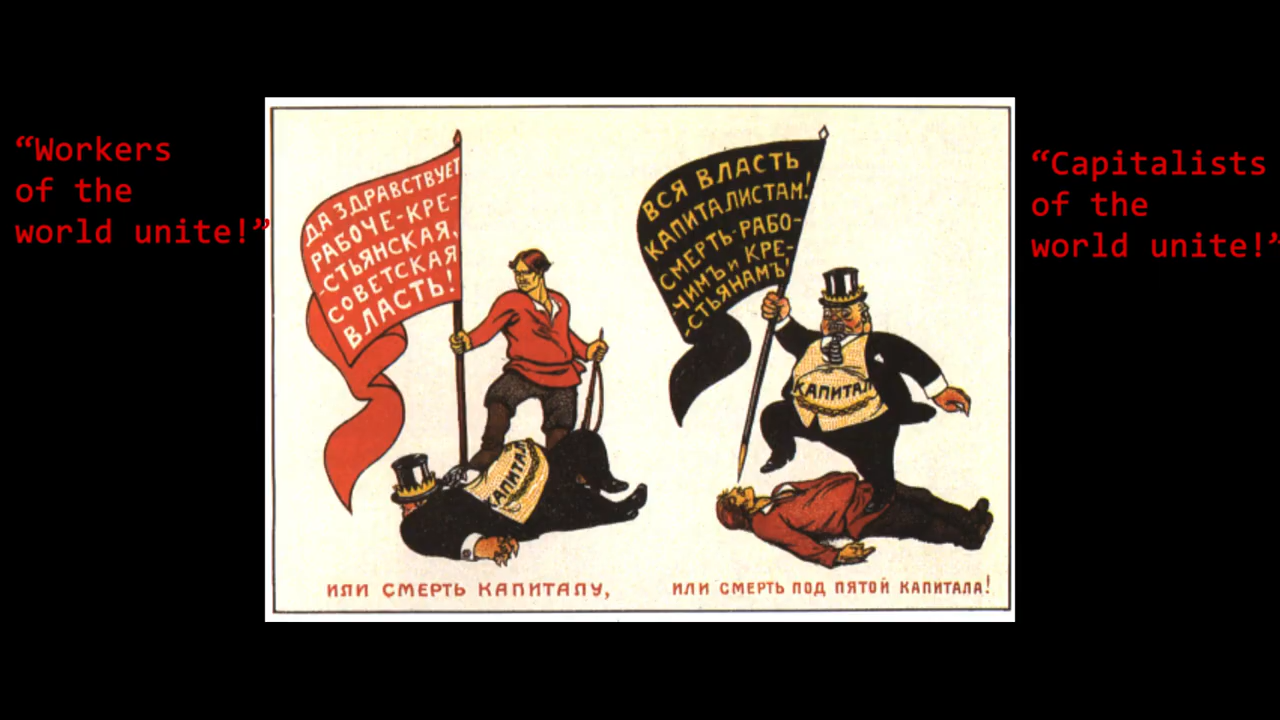 “Workers
of the
world unite!”
ДА ЗДРАВСТВУЕТ
РАБОЧЕ-КРЕ-
-СТЬЯНСКАЯ,
СОВЕТСКАЯ
ВЛАСТЬ!
КАПИТАЛ
ИЛИ СМЕРТЬ КАПИТАЛУ,
ВСЯ ВЛАСТЬ
КАПИТАЛИСТАМ!
СМЕРТЬ РАБО-
-ЧИМЪ и КРЕ-
-СТЬЯНАМЪ!
КАПИТАЛ
ИЛИ СМЕРТЬ ПОД ПЯТОЙ КАПИТАЛА!
“Capitalists
of the
world unite!”